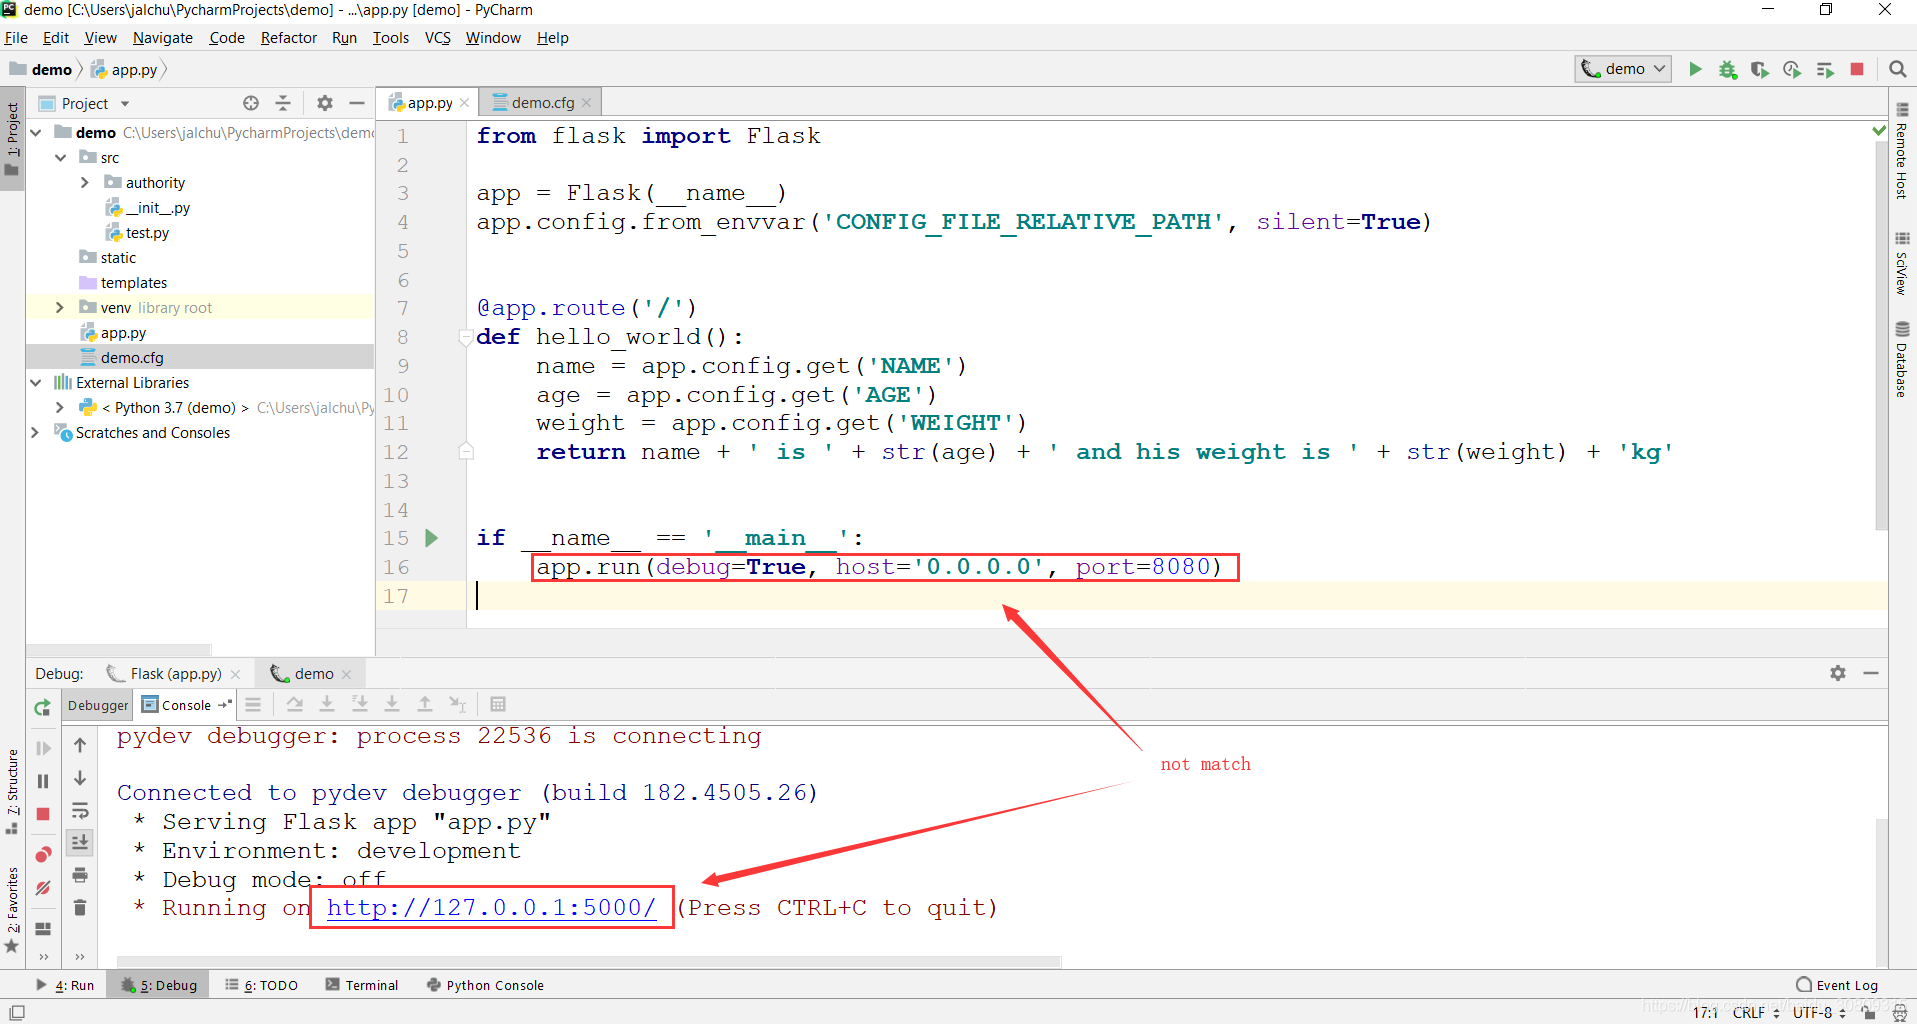 demo [C:\Users\jalchu\PycharmProjects\demo] - ...\app.py [demo] - PyCharm
File Edit View Navigate Code Refactor Run Tools VCS Window Help
demo app.py
demo
Project
app.py
demo.cfg
1: Project
demo C:\Users\jalchu\PycharmProjects\demo
src
authority
__init__.py
test.py
static
templates
venv library root
app.py
demo.cfg
External Libraries
< Python 3.7 (demo) > C:\Users\jalchu\Py
Scratches and Consoles
1 from flask import Flask
2
3 app = Flask(__name__)
4 app.config.from_envvar('CONFIG_FILE_RELATIVE_PATH', silent=True)
5
6
7 @app.route('/')
8 def hello_world():
9 name = app.config.get('NAME')
10 age = app.config.get('AGE')
11 weight = app.config.get('WEIGHT')
12 return name + ' is ' + str(age) + ' and his weight is ' + str(weight) + 'kg'
13
14
15 if __name__ == '__main__':
16 app.run(debug=True, host='0.0.0.0', port=8080)
17
Remote Host
SciView
Database
Debug: Flask (app.py) demo
Debugger Console
pydev debugger: process 22536 is connecting
not match
Connected to pydev debugger (build 182.4505.26)
* Serving Flask app "app.py"
* Environment: development
* Debug mode: off
* Running on http://127.0.0.1:5000/ (Press CTRL+C to quit)
7: Structure
2: Favorites
4: Run 5: Debug 6: TODO Terminal Python Console Event Log
17:1 CRLF UTF-8